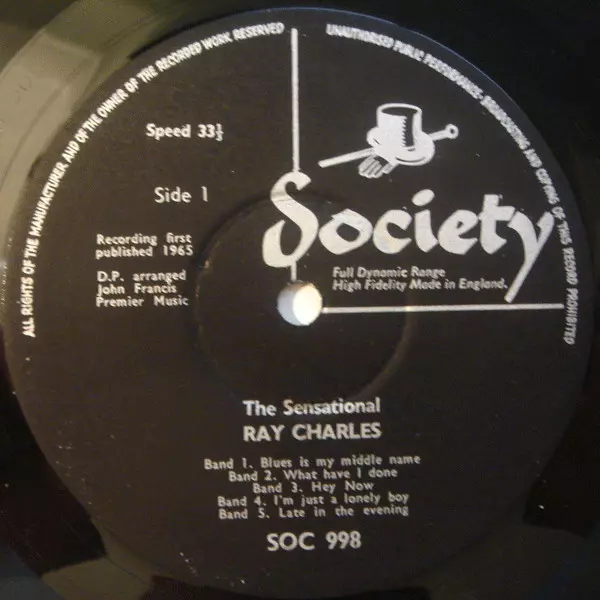 ALL RIGHTS OF THE MANUFACTURER AND OF THE OWNER OF THE RECORDED WORK RESERVED
UNAUTHORISED PUBLIC PERFORMANCE, BROADCASTING AND COPYING OF THIS RECORD PROHIBITED
Speed 33⅓
Side 1
Recording first
published 1965
D.P. arranged
John Francis
Premier Music
Society
Full Dynamic Range
High Fidelity Made in England.
The Sensational
RAY CHARLES
Band 1. Blues is my middle name
Band 2. What have I done
Band 3. Hey Now
Band 4. I'm just a lonely boy
Band 5. Late in the evening
SOC 998